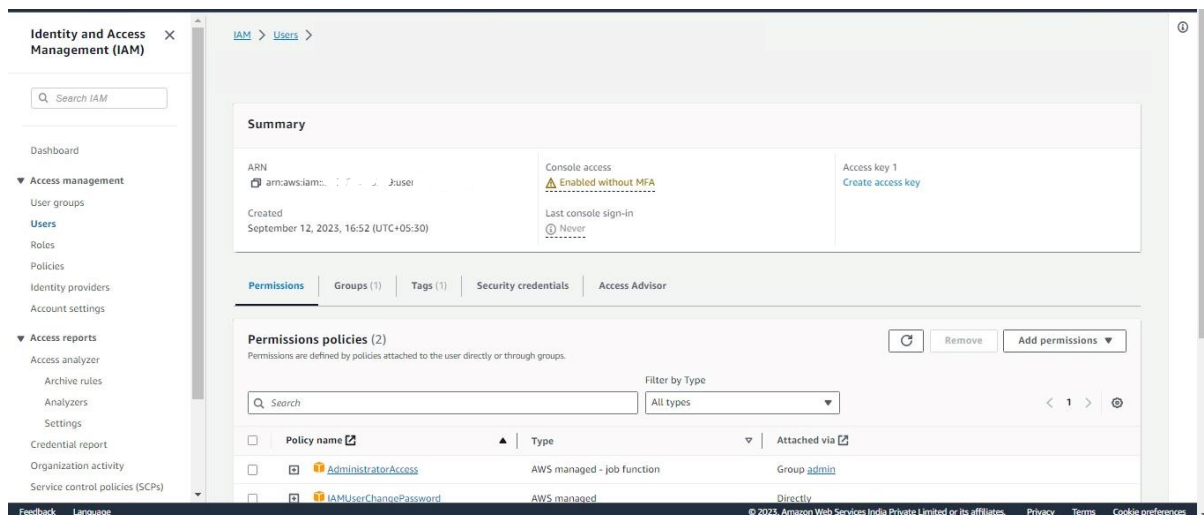 Identity and Access Management (IAM)
IAM > Users >
Search IAM
Dashboard
Access management
User groups
Users
Roles
Policies
Identity providers
Account settings
Access reports
Access analyzer
Archive rules
Analyzers
Settings
Credential report
Organization activity
Service control policies (SCPs)
Summary
ARN
arn:aws:iam:: :user
Created
September 12, 2023, 16:52 (UTC+05:30)
Console access
Enabled without MFA
Last console sign-in
Never
Access key 1
Create access key
Permissions Groups (1) Tags (1) Security credentials Access Advisor
Permissions policies (2)
Permissions are defined by policies attached to the user directly or through groups.
Remove Add permissions
Filter by Type
Search All types 1
Policy name Type Attached via
AdministratorAccess AWS managed - job function Group admin
IAMUserChangePassword AWS managed Directly
Feedback Language © 2023, Amazon Web Services India Private Limited or its affiliates. Privacy Terms Cookie preferences